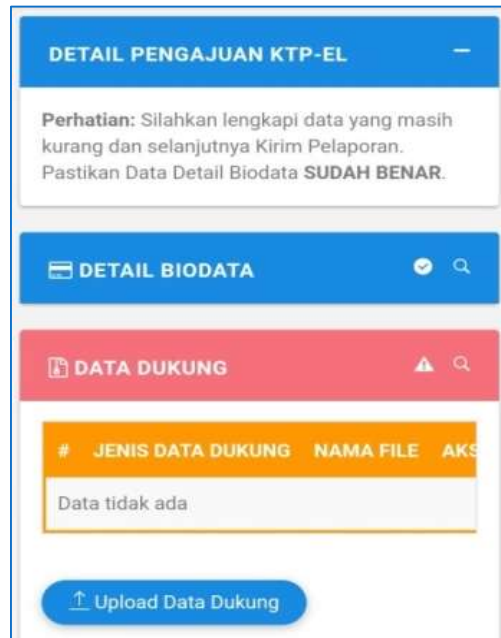 DETAIL PENGAJUAN KTP-EL
Perhatian: Silahkan lengkapi data yang masih
kurang dan selanjutnya Kirim Pelaporan.
Pastikan Data Detail Biodata SUDAH BENAR.
DETAIL BIODATA
DATA DUKUNG
# JENIS DATA DUKUNG NAMA FILE AKS
Data tidak ada
Upload Data Dukung